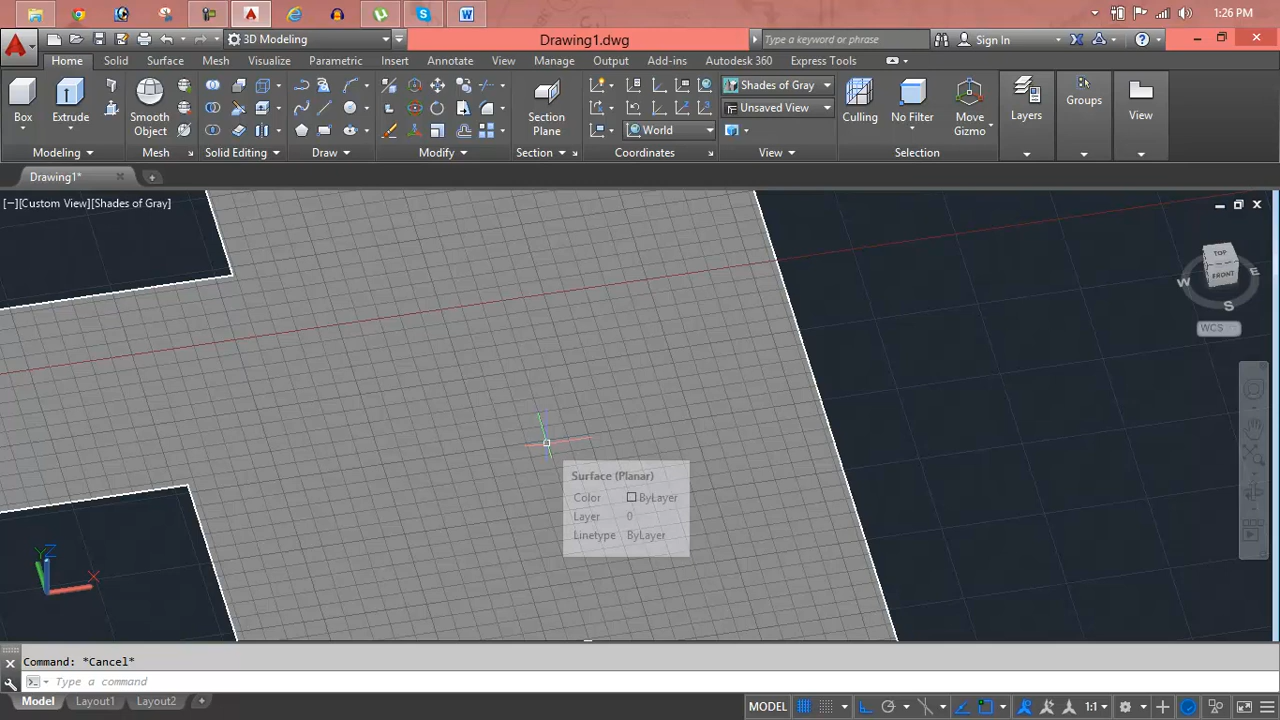 1:26 PM
3D Modeling
Drawing1.dwg
Type a keyword or phrase
Sign In
Home Solid Surface Mesh Visualize Parametric Insert Annotate View Manage Output Add-ins Autodesk 360 Express Tools
Box
Extrude
Smooth Object
Section Plane
World
Shades of Gray
Unsaved View
Culling
No Filter
Move Gizmo
Layers
Groups
View
Modeling Mesh Solid Editing Draw Modify Section Coordinates View Selection
Drawing1*
[−][Custom View][Shades of Gray]
TOP
FRONT
W
E
S
WCS
Surface (Planar)
Color ByLayer
Layer 0
Linetype ByLayer
Y
Z
X
Command: *Cancel*
Type a command
Model Layout1 Layout2
MODEL
1:1